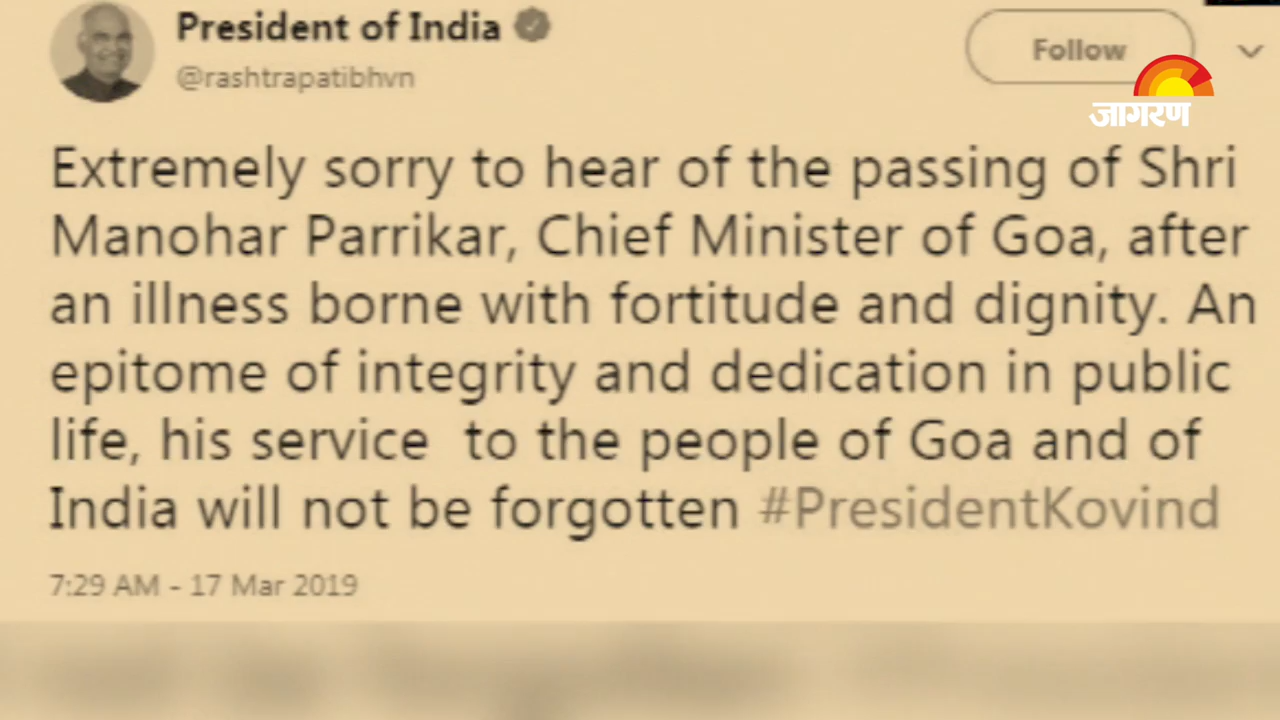 President of India
@rashtrapatibhvn
Follow
जागरण
Extremely sorry to hear of the passing of Shri
Manohar Parrikar, Chief Minister of Goa, after
an illness borne with fortitude and dignity. An
epitome of integrity and dedication in public
life, his service to the people of Goa and of
India will not be forgotten #PresidentKovind
7:29 AM - 17 Mar 2019